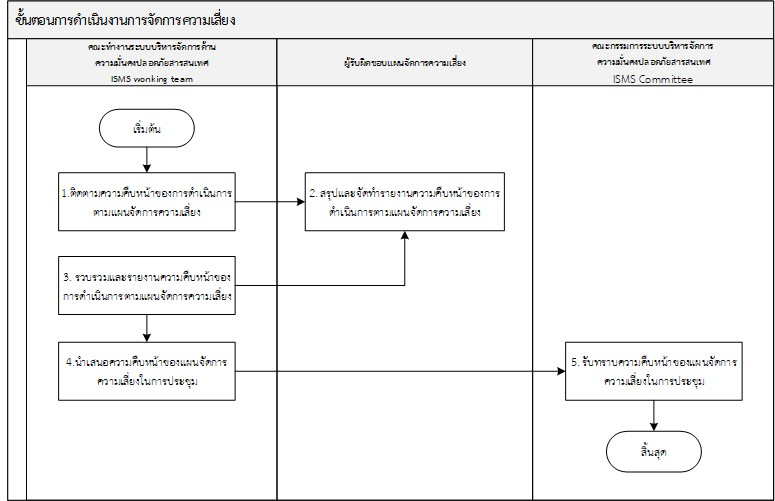 ขั้นตอนการดำเนินงานการจัดการความเสี่ยง
คณะทำงานระบบบริหารจัดการด้าน
ความมั่นคงปลอดภัยสารสนเทศ
ISMS wonking team
ผู้รับผิดชอบแผนจัดการความเสี่ยง
คณะกรรมการระบบบริหารจัดการ
ความมั่นคงปลอดภัยสารสนเทศ
ISMS Committee
เริ่มต้น
1.ติดตามความคืบหน้าของการดำเนินการ
ตามแผนจัดการความเสี่ยง
2. สรุปและจัดทำรายงานความคืบหน้าของการ
ดำเนินการตามแผนจัดการความเสี่ยง
3. รวบรวมและรายงานความคืบหน้าของ
การดำเนินการตามแผนจัดการความเสี่ยง
4.นำเสนอความคืบหน้าของแผนจัดการ
ความเสี่ยงในการประชุม
5. รับทราบความคืบหน้าของแผนจัดการ
ความเสี่ยงในการประชุม
สิ้นสุด